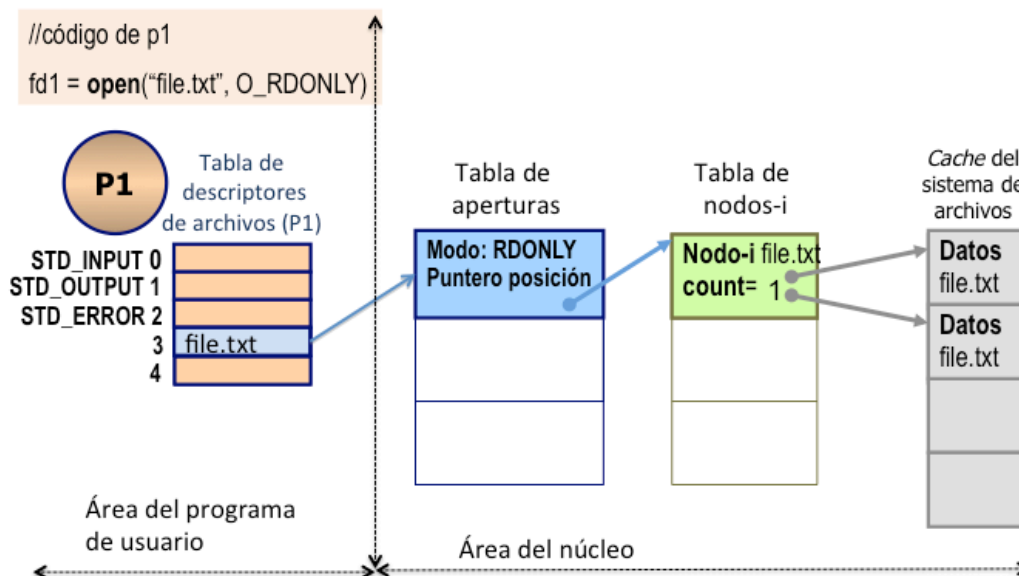 //código de p1
fd1 = open(“file.txt”, O_RDONLY)
P1
Tabla de
descriptores
de archivos (P1)
STD_INPUT 0
STD_OUTPUT 1
STD_ERROR 2
3 file.txt
4
Tabla de
aperturas
Modo: RDONLY
Puntero posición
Tabla de
nodos-i
Nodo-i file.txt
count= 1
Cache del
sistema de
archivos
Datos
file.txt
Datos
file.txt
Área del programa
de usuario
Área del núcleo